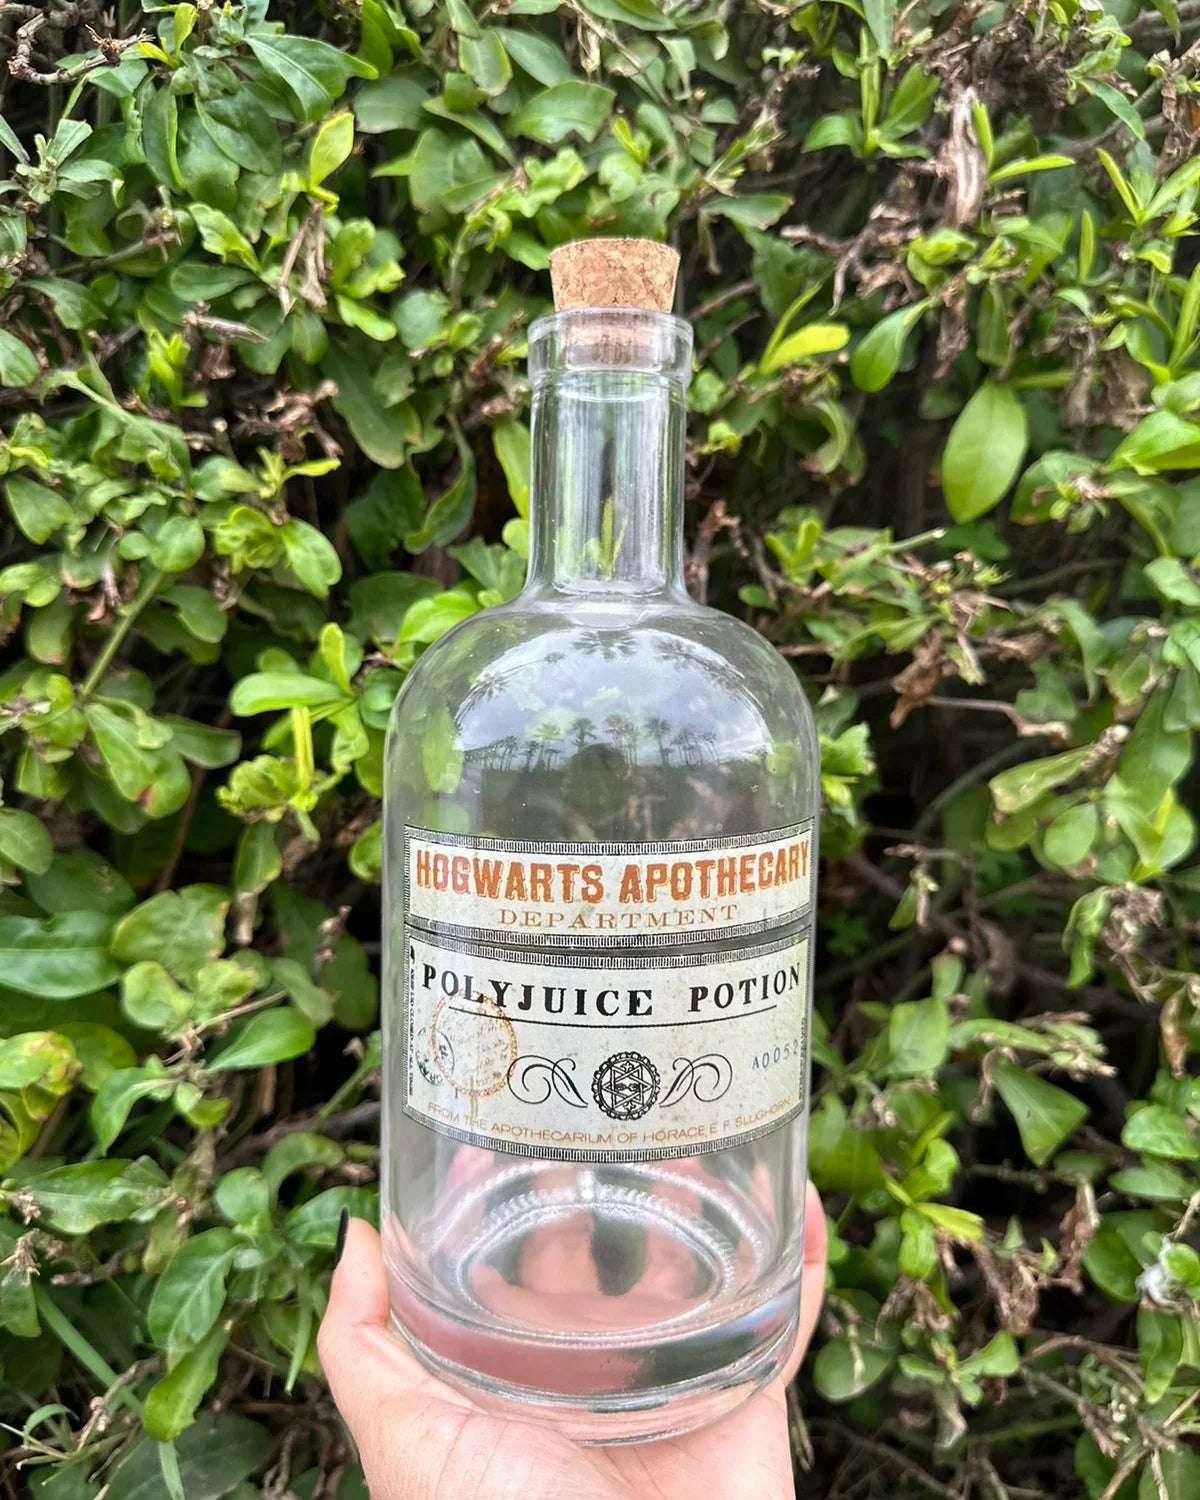 HOGWARTS APOTHECARY
DEPARTMENT
POLYJUICE POTION
A0052
FROM THE APOTHECARIUM OF HORACE E. F. SLUGHORN